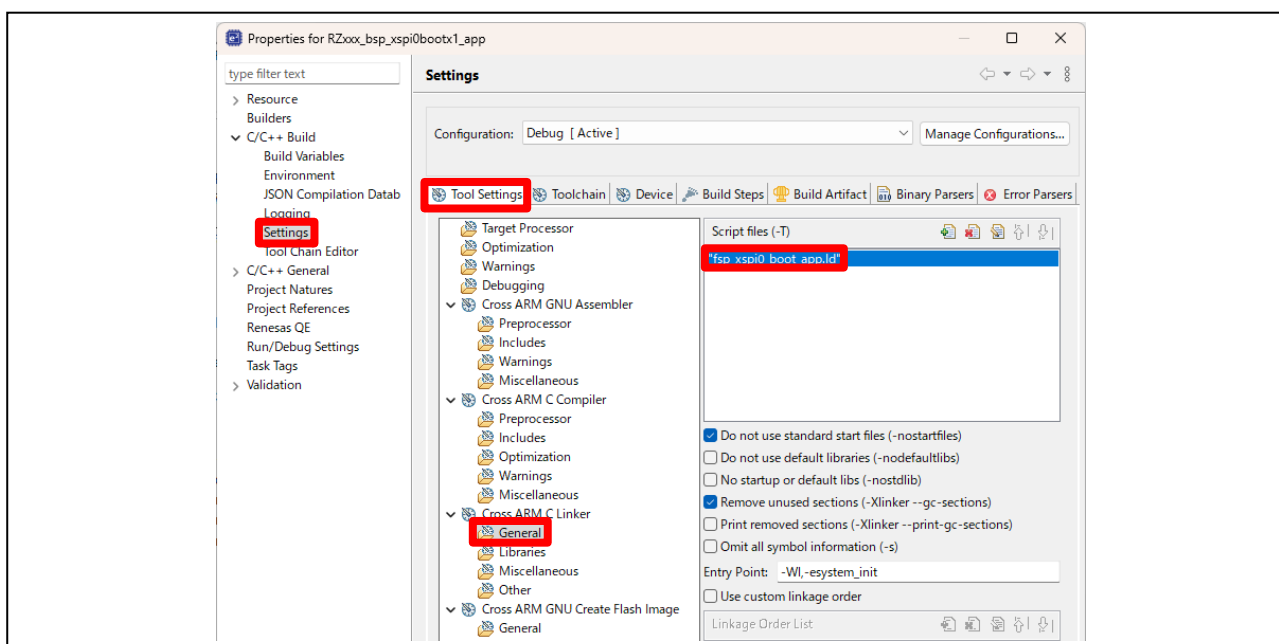 Properties for RZxxx_bsp_xspi0bootx1_app
type filter text
Settings
Resource
Builders
C/C++ Build
Build Variables
Environment
JSON Compilation Datab
Logging
Settings
Tool Chain Editor
C/C++ General
Project Natures
Project References
Renesas QE
Run/Debug Settings
Task Tags
Validation
Configuration: Debug [ Active ]
Manage Configurations...
Tool Settings Toolchain Device Build Steps Build Artifact Binary Parsers Error Parsers
Target Processor
Optimization
Warnings
Debugging
Cross ARM GNU Assembler
Preprocessor
Includes
Warnings
Miscellaneous
Cross ARM C Compiler
Preprocessor
Includes
Optimization
Warnings
Miscellaneous
Cross ARM C Linker
General
Libraries
Miscellaneous
Other
Cross ARM GNU Create Flash Image
General
Script files (-T)
"fsp_xspi0_boot_app.ld"
Do not use standard start files (-nostartfiles)
Do not use default libraries (-nodefaultlibs)
No startup or default libs (-nostdlib)
Remove unused sections (-Xlinker --gc-sections)
Print removed sections (-Xlinker --print-gc-sections)
Omit all symbol information (-s)
Entry Point: -Wl,-esystem_init
Use custom linkage order
Linkage Order List